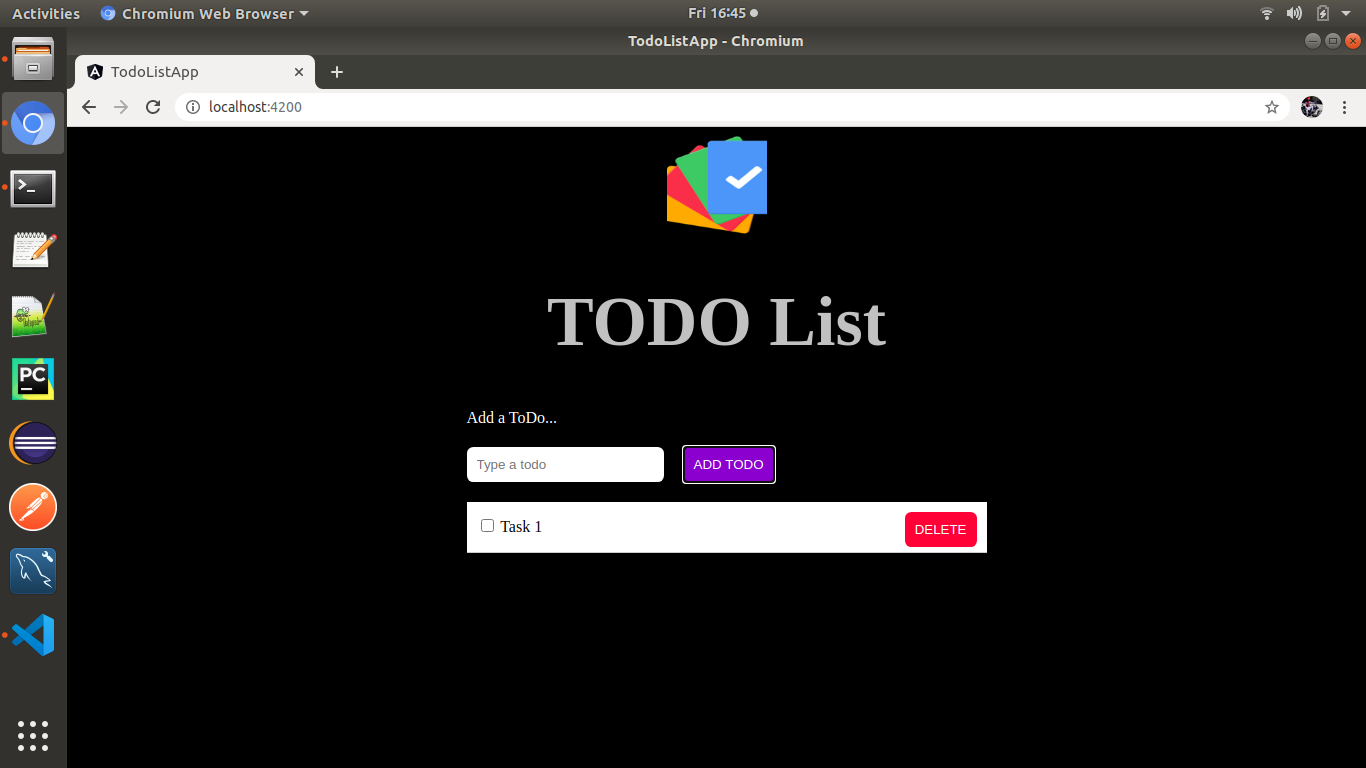 Activities Chromium Web Browser Fri 16:45
TodoListApp - Chromium
TodoListApp
localhost:4200
TODO List
Add a ToDo...
Type a todo ADD TODO
Task 1 DELETE
PC